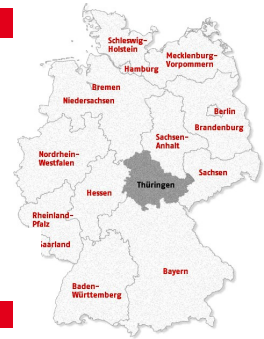 Schleswig-
Holstein
Mecklenburg-
Vorpommern
Hamburg
Bremen
Niedersachsen
Berlin
Brandenburg
Sachsen-
Anhalt
Nordrhein-
Westfalen
Sachsen
Thüringen
Hessen
Rheinland-
Pfalz
aarland
Bayern
Baden-
Württemberg